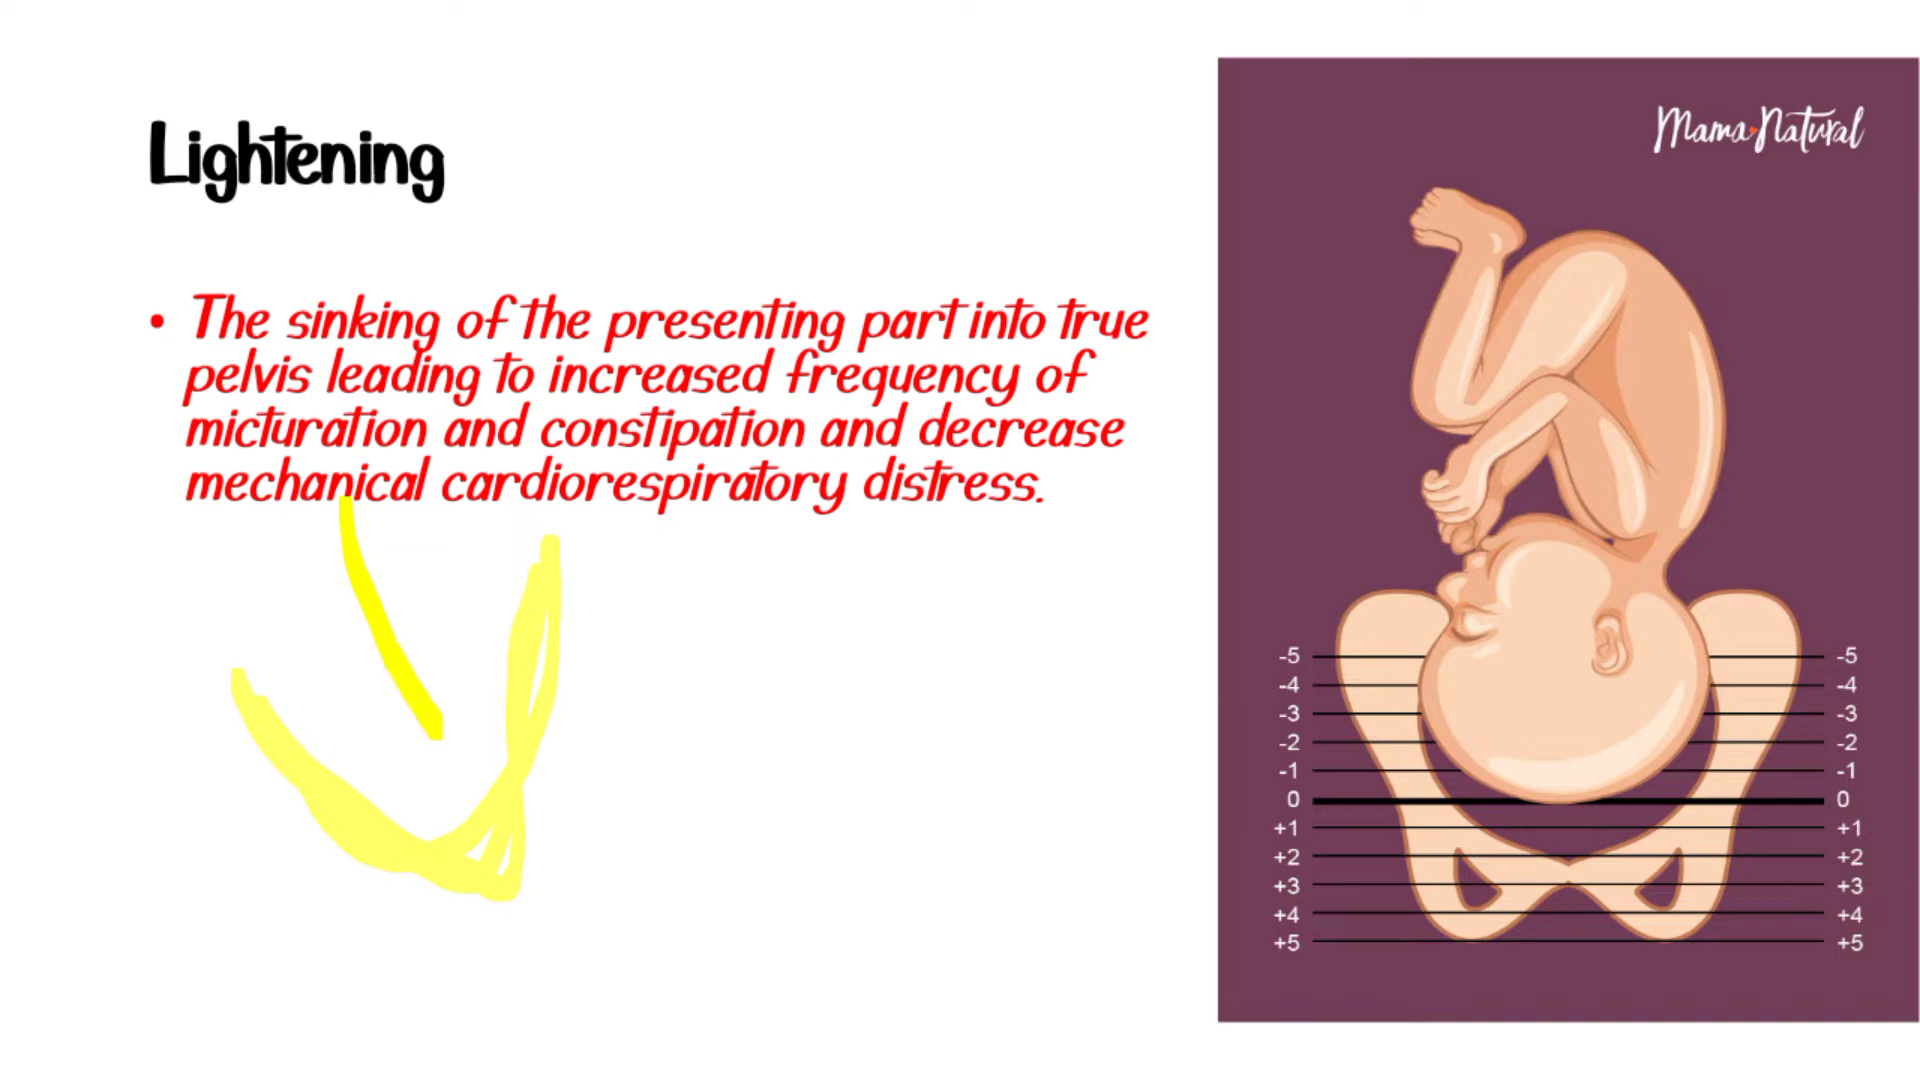 Lightening
• The sinking of the presenting part into true
pelvis leading to increased frequency of
micturation and constipation and decrease
mechanical cardiorespiratory distress.
Mama Natural
-5 -5
-4 -4
-3 -3
-2 -2
-1 -1
0 0
+1 +1
+2 +2
+3 +3
+4 +4
+5 +5